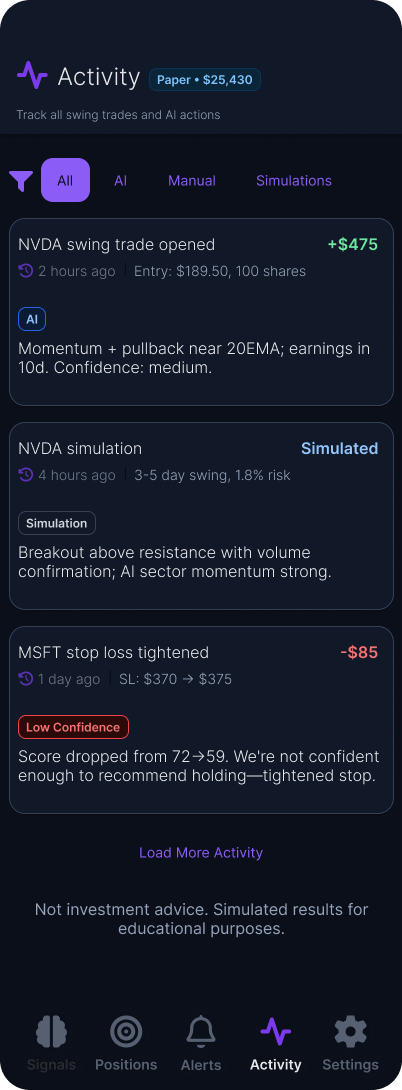 Activity
Paper • $25,430
Track all swing trades and AI actions
All
AI
Manual
Simulations
NVDA swing trade opened
+$475
2 hours ago
Entry: $189.50, 100 shares
AI
Momentum + pullback near 20EMA; earnings in
10d. Confidence: medium.
NVDA simulation
Simulated
4 hours ago
3-5 day swing, 1.8% risk
Simulation
Breakout above resistance with volume
confirmation; AI sector momentum strong.
MSFT stop loss tightened
-$85
1 day ago
SL: $370 → $375
Low Confidence
Score dropped from 72→59. We're not confident
enough to recommend holding—tightened stop.
Load More Activity
Not investment advice. Simulated results for
educational purposes.
Signals
Positions
Alerts
Activity
Settings